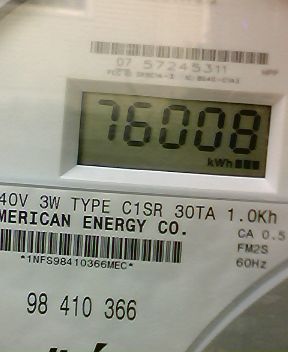 07 57245311
76008
kWh
40V 3W TYPE C1SR 30TA 1.0Kh
MERICAN ENERGY CO.
CA 0.5
FM2S
*1NFS98410366MEC*
60Hz
98 410 366